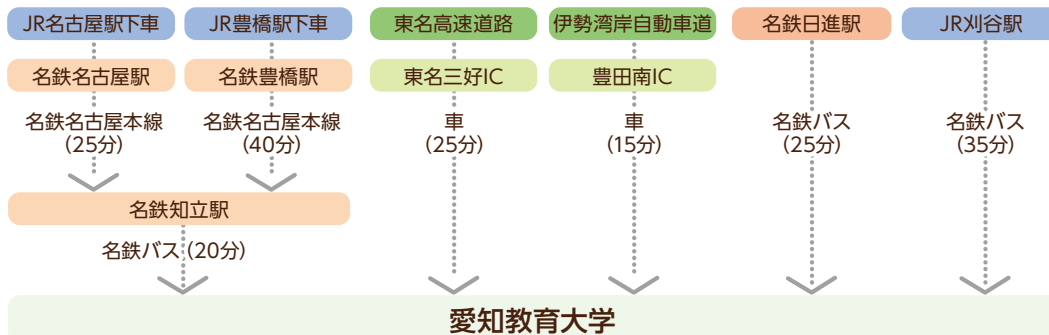 JR名古屋駅下車
JR豊橋駅下車
東名高速道路
伊勢湾岸自動車道
名鉄日進駅
JR刈谷駅
名鉄名古屋駅
名鉄豊橋駅
東名三好IC
豊田南IC
名鉄名古屋本線
(25分)
名鉄名古屋本線
(40分)
車
(25分)
車
(15分)
名鉄バス
(25分)
名鉄バス
(35分)
名鉄知立駅
名鉄バス (20分)
愛知教育大学